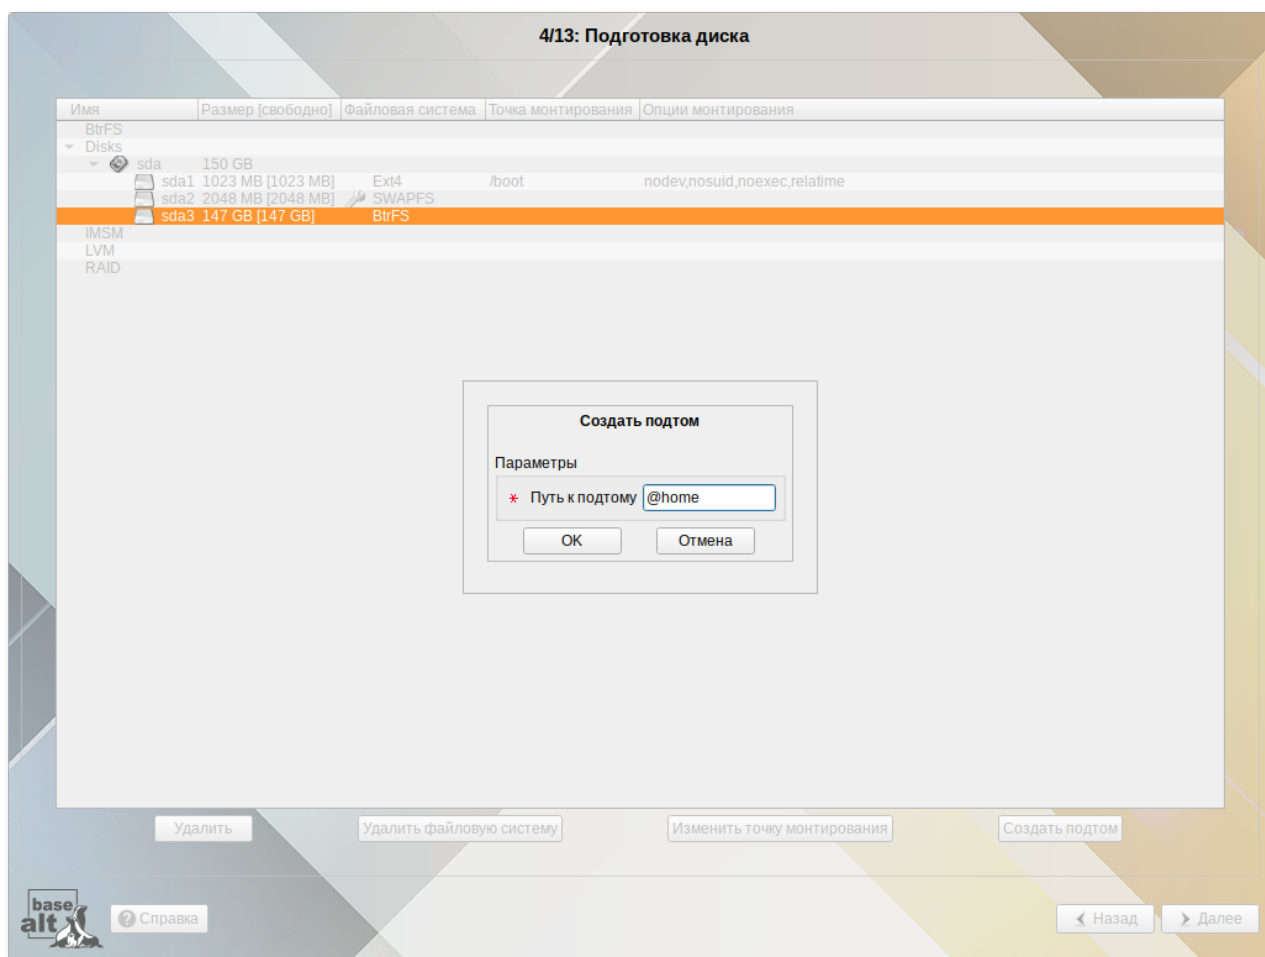 4/13: Подготовка диска
Имя Размер [свободно] Файловая система Точка монтирования Опции монтирования
BtrFS
Disks
sda 150 GB
sda1 1023 MB [1023 MB] Ext4 /boot nodev,nosuid,noexec,relatime
sda2 2048 MB [2048 MB] SWAPFS
sda3 147 GB [147 GB] BtrFS
IMSM
LVM
RAID
Создать подтом
Параметры
* Путь к подтому @home
OK Отмена
Удалить Удалить файловую систему Изменить точку монтирования Создать подтом
base
alt
Справка Назад Далее